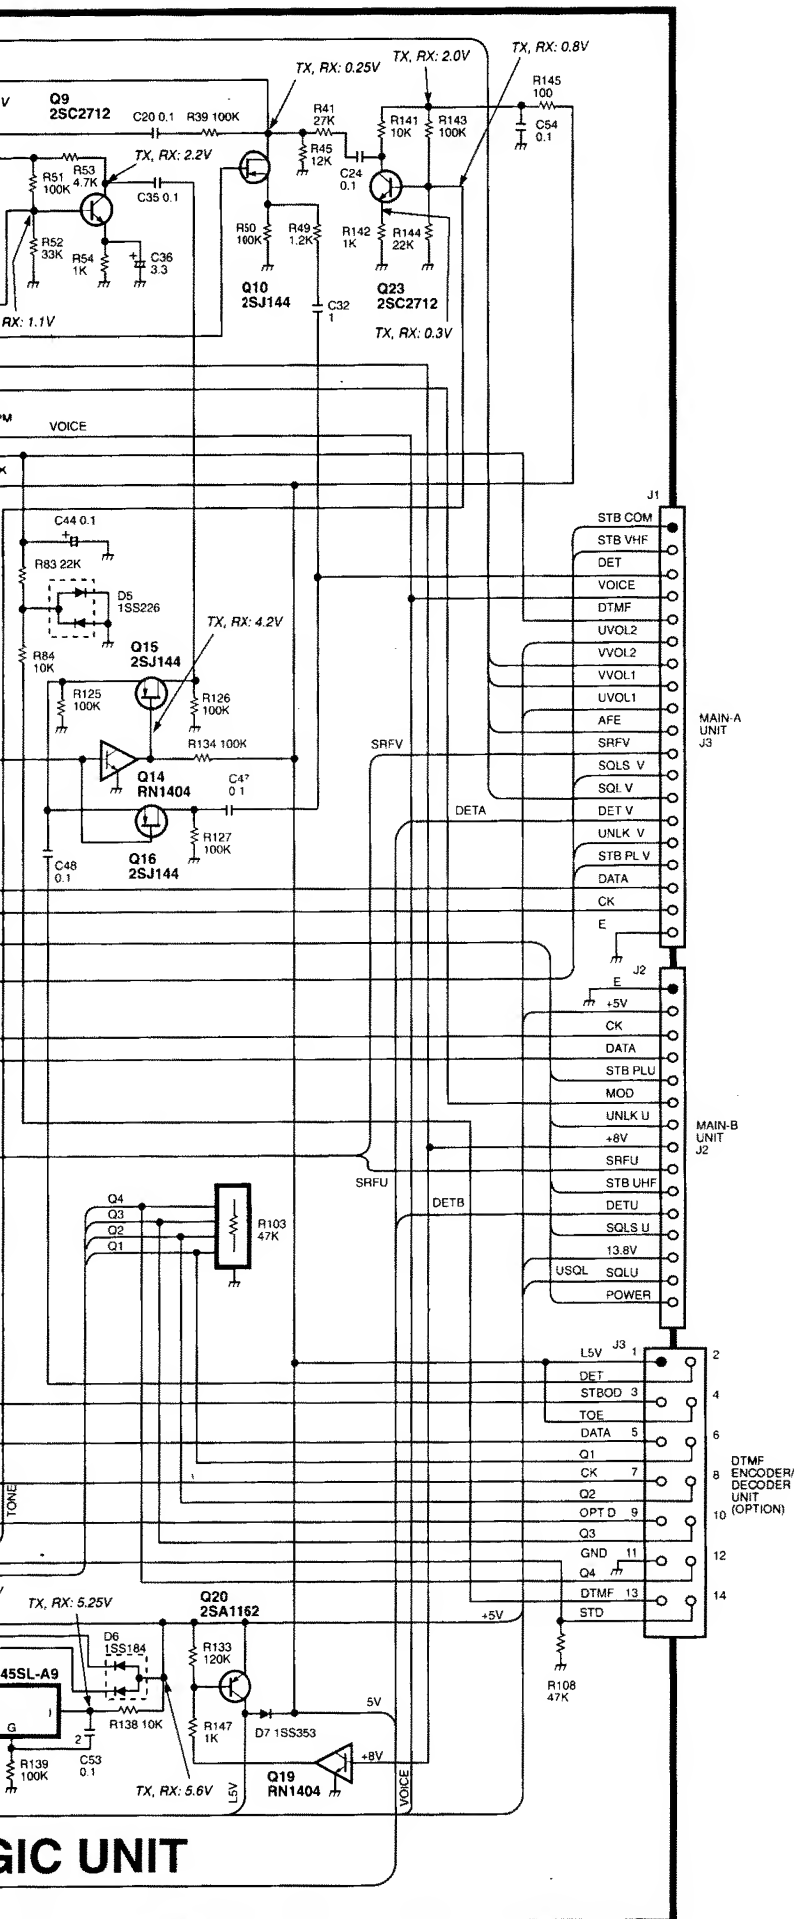 TX, RX: 0.8V
TX, RX: 2.0V
TX, RX: 0.25V
V
Q9
2SC2712
C20 0.1
R39 100K
R41
27K
R141
10K
R143
100K
R145
100
C54
0.1
R45
12K
C24
0.1
R51
100K
R53
4.7K
TX, RX: 2.2V
C35 0.1
R52
33K
R54
1K
C36
3.3
+
R50
100K
R49
1.2K
R142
1K
R144
22K
Q10
2SJ144
Q23
2SC2712
C32
1
RX: 1.1V
TX, RX: 0.3V
VOICE
C44 0.1
+
R83 22K
D5
1SS226
R84
10K
TX, RX: 4.2V
Q15
2SJ144
R125
100K
R126
100K
R134 100K
Q14
RN1404
0.1
R127
100K
Q16
2SJ144
C48
0.1
SRFV
DETA
J1
STB COM
STB VHF
DET
VOICE
DTMF
UVOL2
VVOL2
VVOL1
UVOL1
AFE
SRFV
SQLS V
SQL V
DET V
UNLK V
STB PL V
DATA
CK
E
MAIN-A
UNIT
J3
J2
E
+5V
CK
DATA
STB PLU
MOD
UNLK U
+8V
SRFU
STB UHF
DETU
SQLS U
13.8V
USQL
SQLU
POWER
MAIN-B
UNIT
J2
SRFU
DETB
Q4
Q3
Q2
Q1
R103
47K
J3
L5V 1
2
DET
STBOD 3
4
TOE
DATA 5
6
Q1
CK 7
8
Q2
OPT D 9
10
Q3
GND 11
12
Q4
DTMF 13
14
STD
DTMF
ENCODER/
DECODER
UNIT
(OPTION)
TONE
TX, RX: 5.25V
Q20
2SA1162
+5V
D6
1SS184
R133
120K
45SL-A9
I
G
R138 10K
R147
1K
D7 1SS353
5V
R108
47K
2
C53
0.1
R139
100K
TX, RX: 5.6V
L5V
Q19
RN1404
+8V
VOICE
GIC UNIT